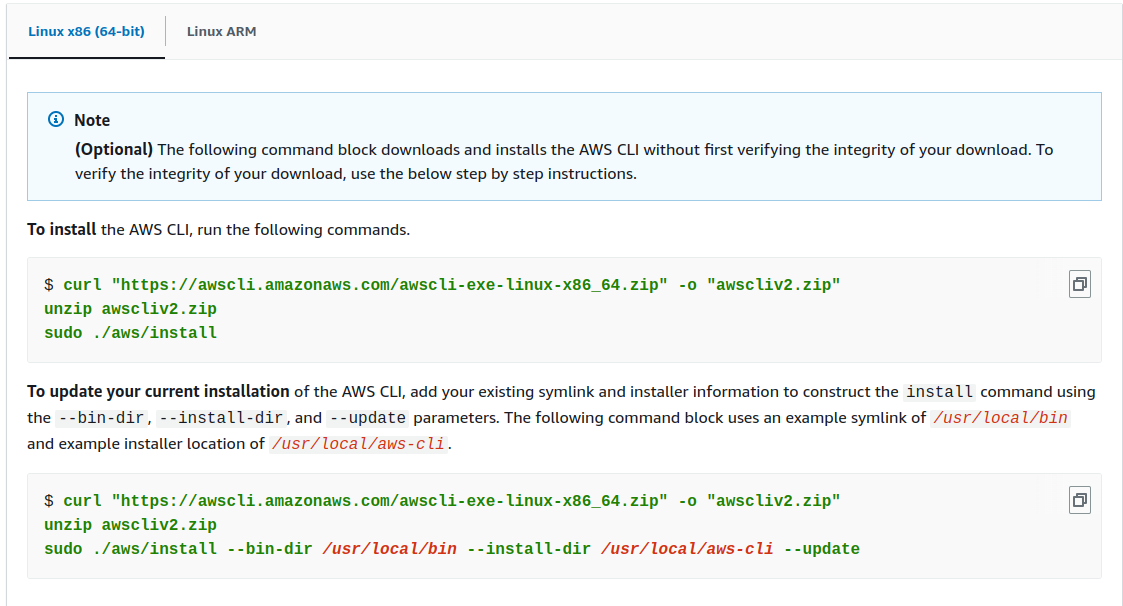 Linux x86 (64-bit)
Linux ARM
Note
(Optional) The following command block downloads and installs the AWS CLI without first verifying the integrity of your download. To
verify the integrity of your download, use the below step by step instructions.
To install the AWS CLI, run the following commands.
$ curl "https://awscli.amazonaws.com/awscli-exe-linux-x86_64.zip" -o "awscliv2.zip"
unzip awscliv2.zip
sudo ./aws/install
To update your current installation of the AWS CLI, add your existing symlink and installer information to construct the install command using
the --bin-dir, --install-dir, and --update parameters. The following command block uses an example symlink of /usr/local/bin
and example installer location of /usr/local/aws-cli.
$ curl "https://awscli.amazonaws.com/awscli-exe-linux-x86_64.zip" -o "awscliv2.zip"
unzip awscliv2.zip
sudo ./aws/install --bin-dir /usr/local/bin --install-dir /usr/local/aws-cli --update